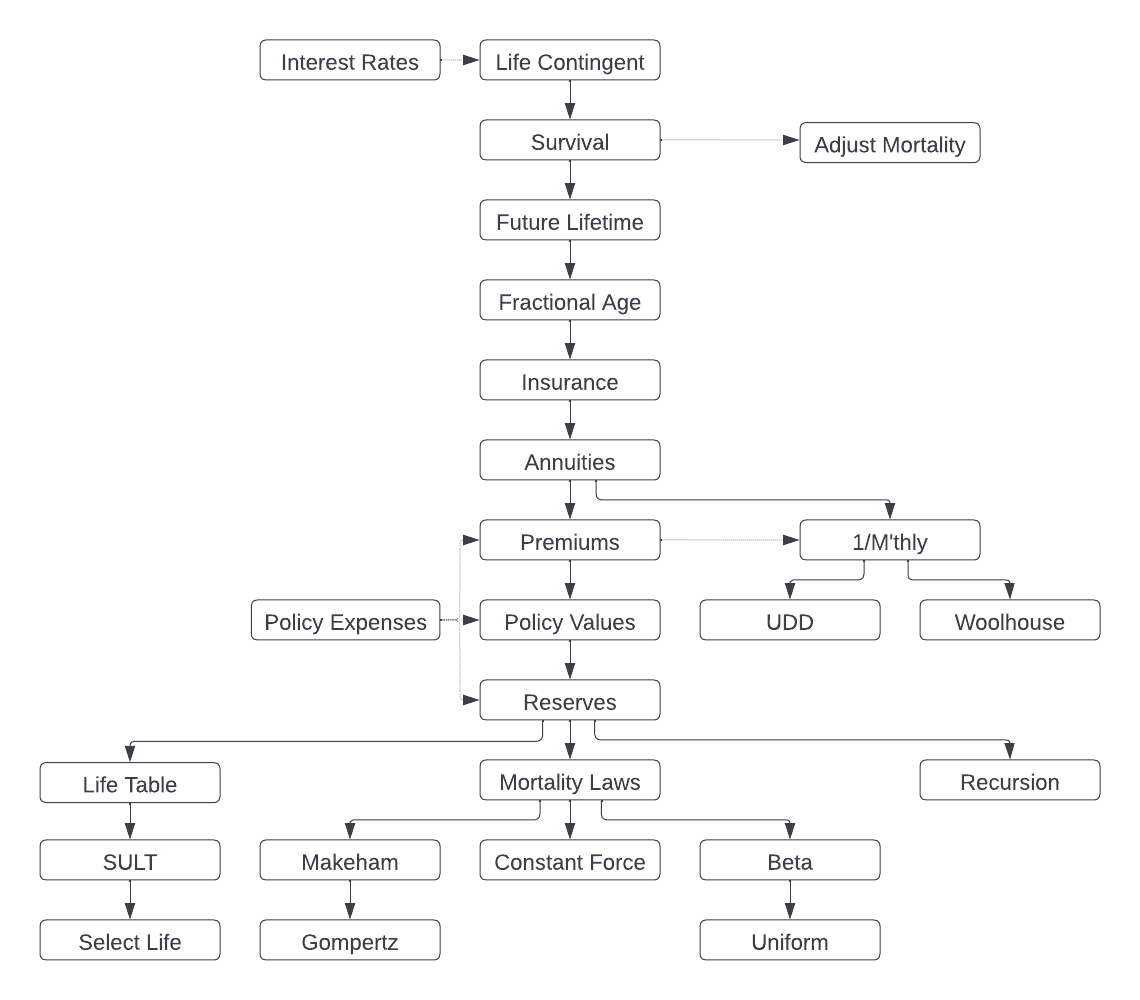 Interest Rates
Life Contingent
Survival
Adjust Mortality
Future Lifetime
Fractional Age
Insurance
Annuities
Premiums
1/M'thly
Policy Expenses
Policy Values
UDD
Woolhouse
Reserves
Life Table
Mortality Laws
Recursion
SULT
Makeham
Constant Force
Beta
Select Life
Gompertz
Uniform